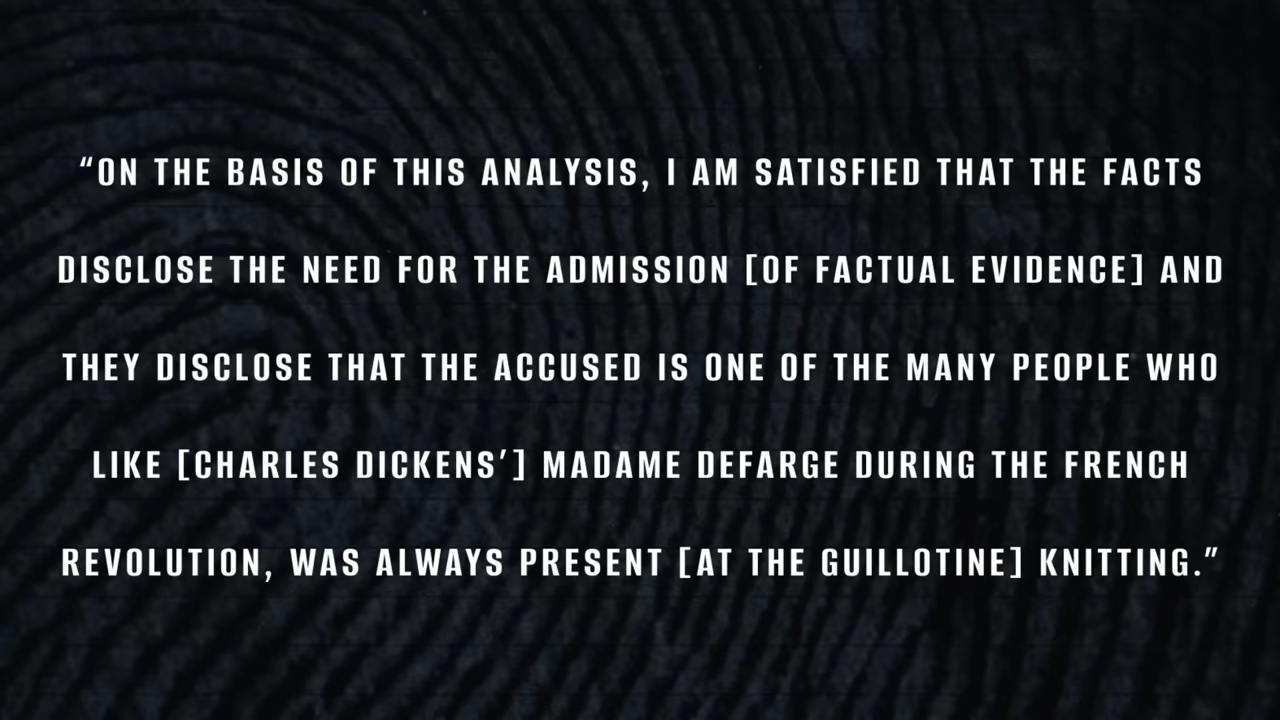 “ON THE BASIS OF THIS ANALYSIS, I AM SATISFIED THAT THE FACTS
DISCLOSE THE NEED FOR THE ADMISSION [OF FACTUAL EVIDENCE] AND
THEY DISCLOSE THAT THE ACCUSED IS ONE OF THE MANY PEOPLE WHO
LIKE [CHARLES DICKENS’] MADAME DEFARGE DURING THE FRENCH
REVOLUTION, WAS ALWAYS PRESENT [AT THE GUILLOTINE] KNITTING.”